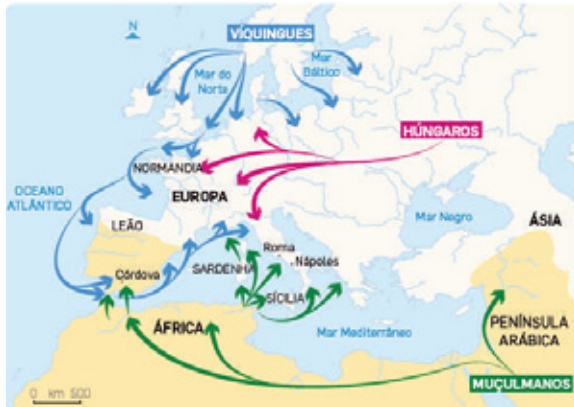 VÍQUINGUES
N
Mar do
Norte
Mar
Báltico
HÚNGAROS
NORMANDIA
OCEANO
ATLÂNTICO
EUROPA
LEÃO
Mar Negro
ÁSIA
Roma
Nápoles
SARDENHA
Córdova
SICÍLIA
ÁFRICA
PENÍNSULA
ARÁBICA
Mar Mediterrâneo
MUÇULMANOS
0 km 500